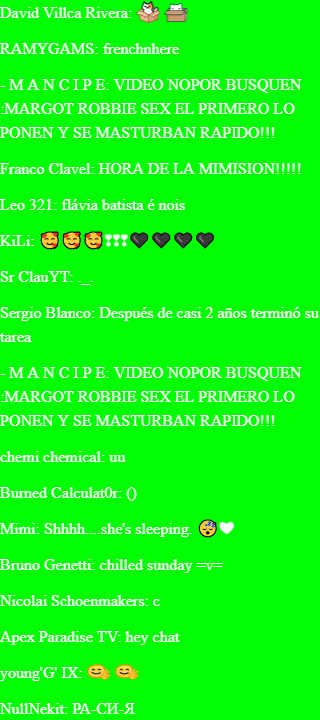 David Villca Rivera:
RAMYGAMS: frenchnhere
- M A N C I P E: VIDEO NOPOR BUSQUEN
:MARGOT ROBBIE SEX EL PRIMERO LO
PONEN Y SE MASTURBAN RAPIDO!!!
Franco Clavel: HORA DE LA MIMISION!!!!!
Leo 321: flávia batista é nois
KiLi: 🥰🥰🥰❣❣❣🖤🖤🖤🖤
Sr ClauYT: ._.
Sergio Blanco: Después de casi 2 años terminó su
tarea
- M A N C I P E: VIDEO NOPOR BUSQUEN
:MARGOT ROBBIE SEX EL PRIMERO LO
PONEN Y SE MASTURBAN RAPIDO!!!
chemi chemical: uu
Burned Calculat0r: ()
Mimi: Shhhh....she's sleeping. 😴🤍
Bruno Genetti: chilled sunday =v=
Nicolai Schoenmakers: c
Apex Paradise TV: hey chat
young'G' IX: 🤗 🤗
NullNekit: РА-СИ-Я